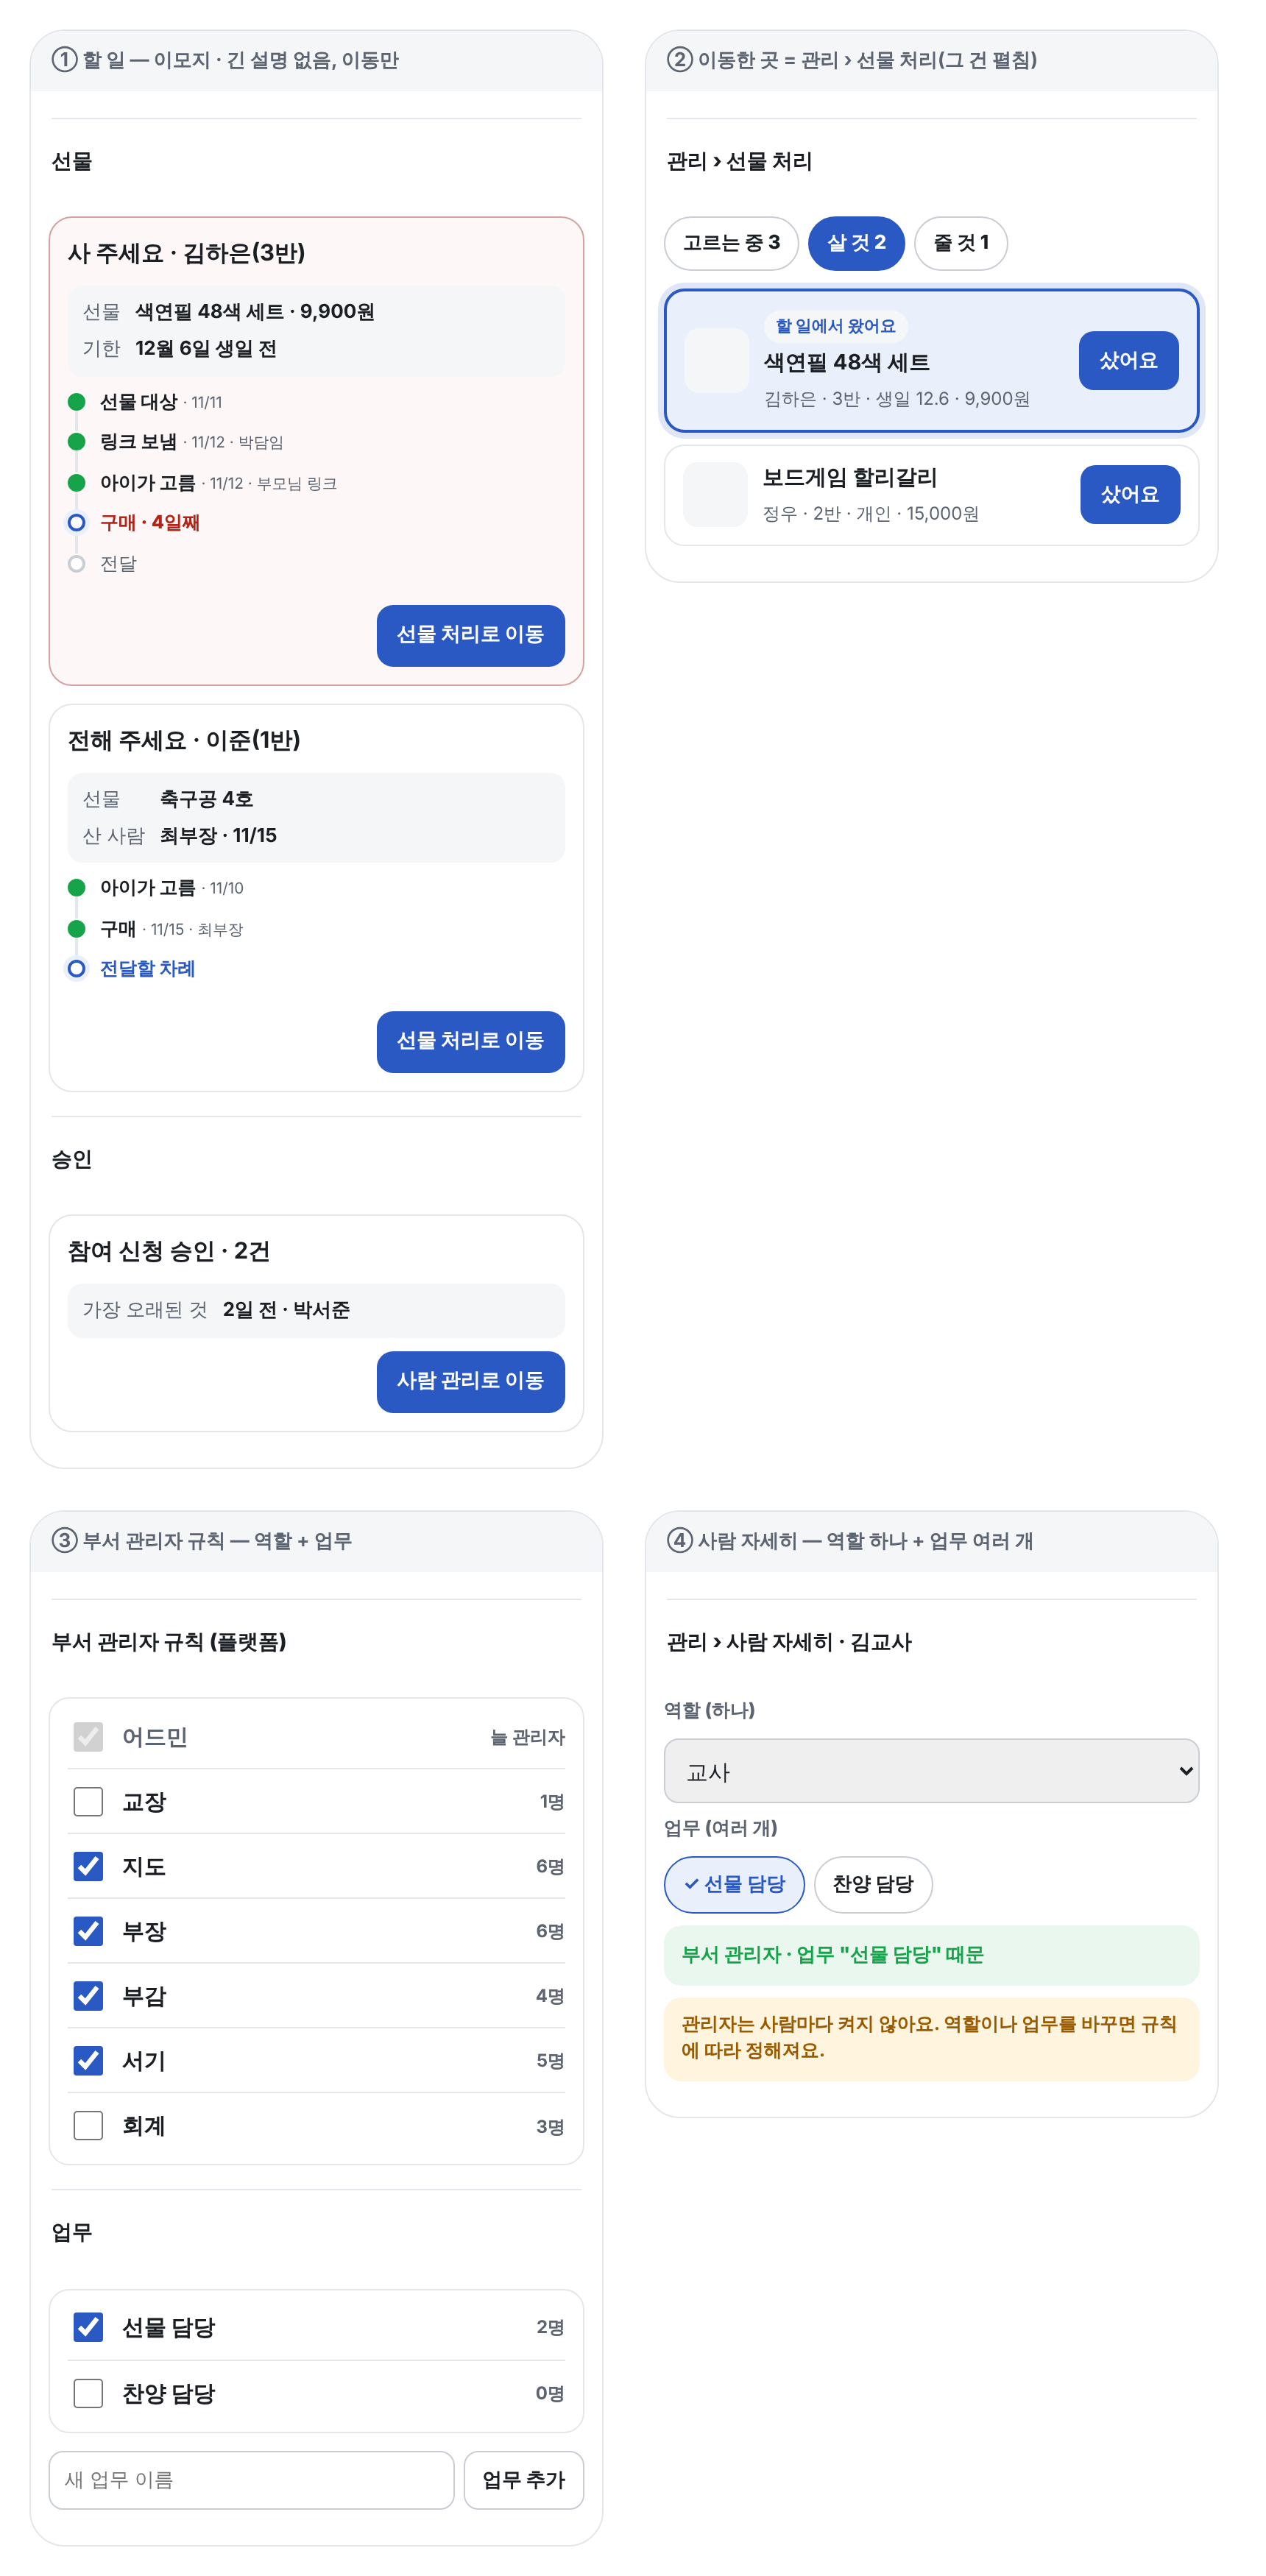 ① 할 일 — 이모지 · 긴 설명 없음, 이동만
선물
사 주세요 · 김하은(3반)
선물 색연필 48색 세트 · 9,900원
기한 12월 6일 생일 전
선물 대상 · 11/11
링크 보냄 · 11/12 · 박담임
아이가 고름 · 11/12 · 부모님 링크
구매 · 4일째
전달
선물 처리로 이동
전해 주세요 · 이준(1반)
선물 축구공 4호
산 사람 최부장 · 11/15
아이가 고름 · 11/10
구매 · 11/15 · 최부장
전달할 차례
선물 처리로 이동
승인
참여 신청 승인 · 2건
가장 오래된 것 2일 전 · 박서준
사람 관리로 이동
② 이동한 곳 = 관리 › 선물 처리(그 건 펼침)
관리 › 선물 처리
고르는 중 3 살 것 2 줄 것 1
할 일에서 왔어요
색연필 48색 세트
김하은 · 3반 · 생일 12.6 · 9,900원
샀어요
보드게임 할리갈리
정우 · 2반 · 개인 · 15,000원
샀어요
③ 부서 관리자 규칙 — 역할 + 업무
부서 관리자 규칙 (플랫폼)
어드민 늘 관리자
교장 1명
지도 6명
부장 6명
부감 4명
서기 5명
회계 3명
업무
선물 담당 2명
찬양 담당 0명
새 업무 이름 업무 추가
④ 사람 자세히 — 역할 하나 + 업무 여러 개
관리 › 사람 자세히 · 김교사
역할 (하나)
교사
업무 (여러 개)
✓ 선물 담당 찬양 담당
부서 관리자 · 업무 "선물 담당" 때문
관리자는 사람마다 켜지 않아요. 역할이나 업무를 바꾸면 규칙
에 따라 정해져요.